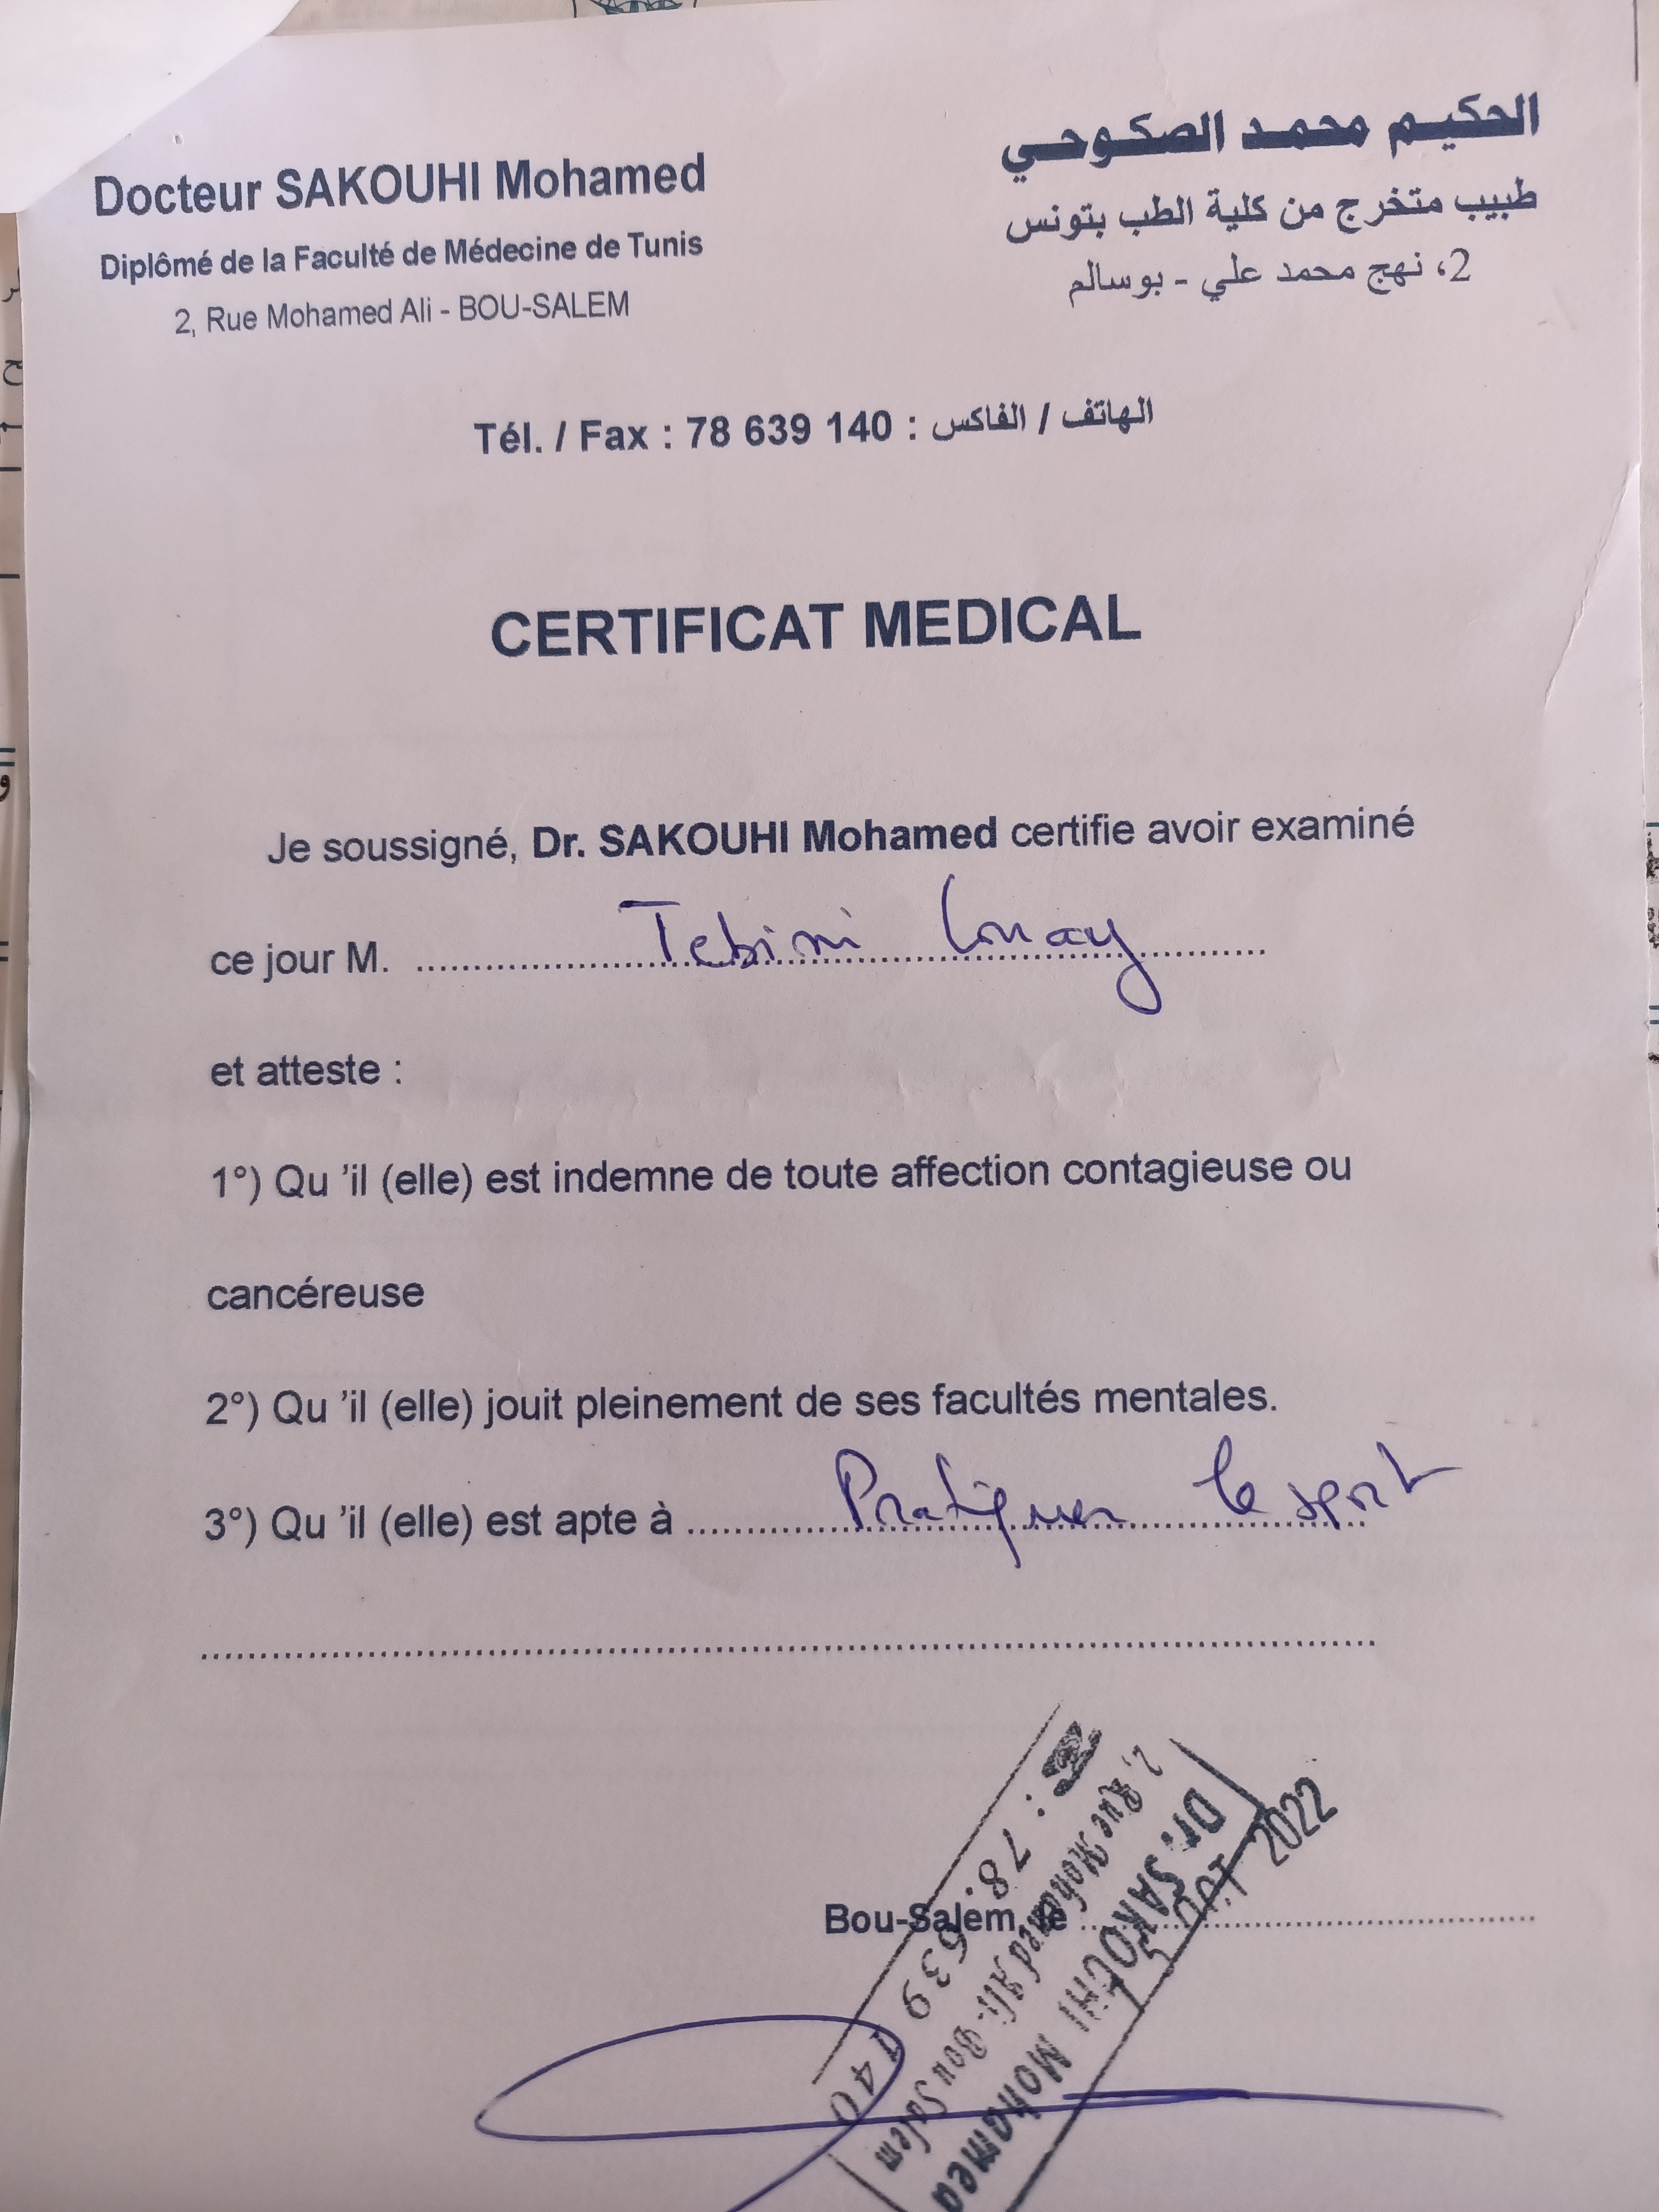 Docteur SAKOUHI Mohamed
Diplômé de la Faculté de Médecine de Tunis
2, Rue Mohamed Ali - BOU-SALEM
الحكيم محمد الصكوحي
طبيب متخرج من كلية الطب بتونس
2، نهج محمد علي - بوسالم
Tél. / Fax : 78 639 140 : الهاتف / الفاكس
CERTIFICAT MEDICAL
Je soussigné, Dr. SAKOUHI Mohamed certifie avoir examiné
ce jour M. Tebini Louay
et atteste :
1°) Qu 'il (elle) est indemne de toute affection contagieuse ou
cancéreuse
2°) Qu 'il (elle) jouit pleinement de ses facultés mentales.
3°) Qu 'il (elle) est apte à Pratiquer le sport
Bou-Salem, le
2022
Dr. SAKOUHI Mohamed
2, Rue Mohamed Ali - Bou Salem
: 78. 639 140